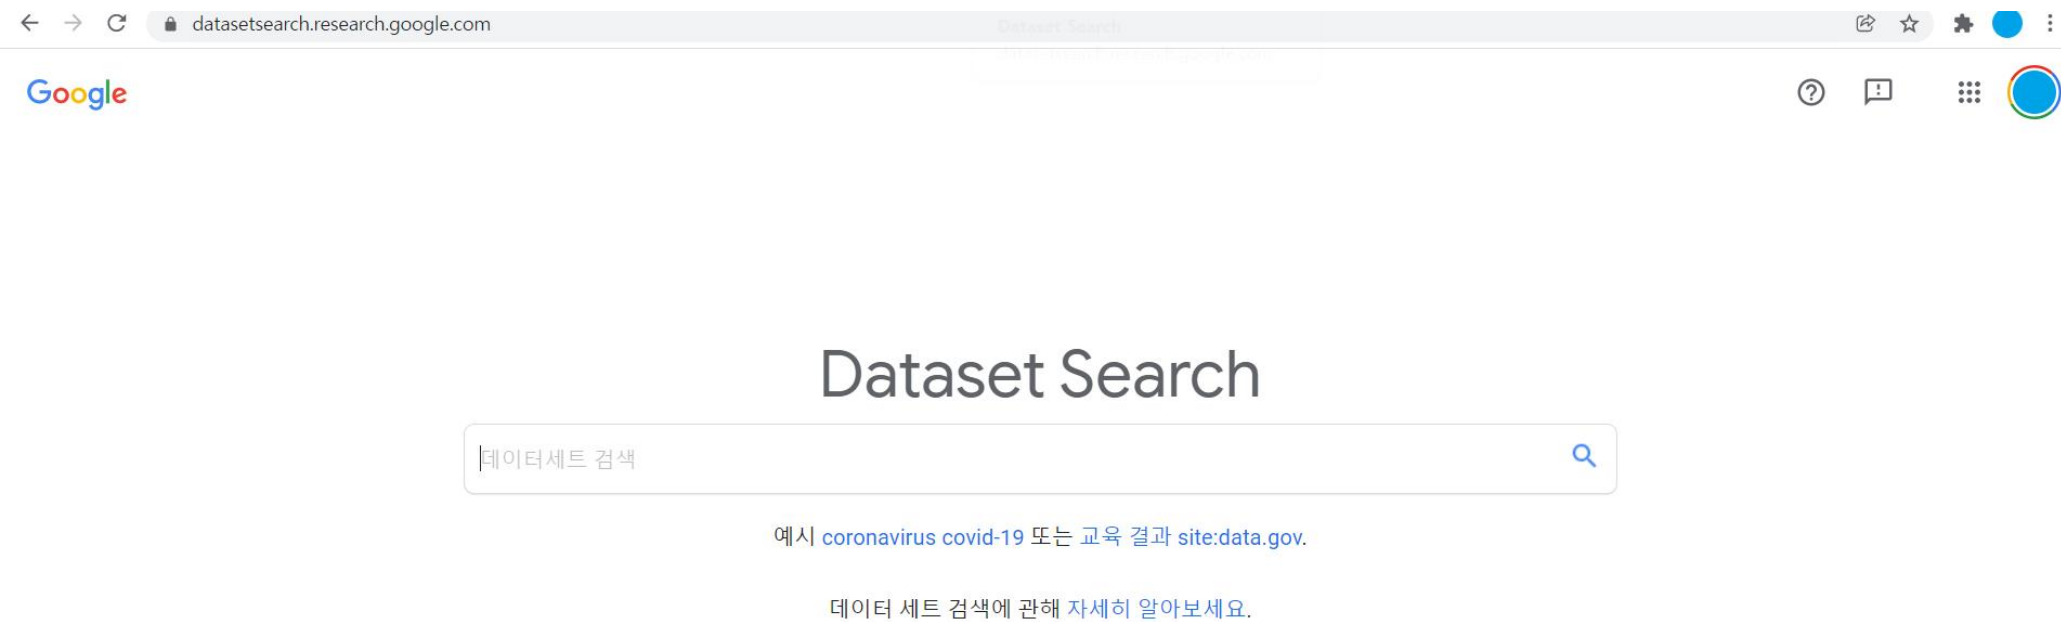 datasetsearch.research.google.com
Dataset Search
Google
Dataset Search
데이터세트 검색
예시 coronavirus covid-19 또는 교육 결과 site:data.gov.
데이터 세트 검색에 관해 자세히 알아보세요.